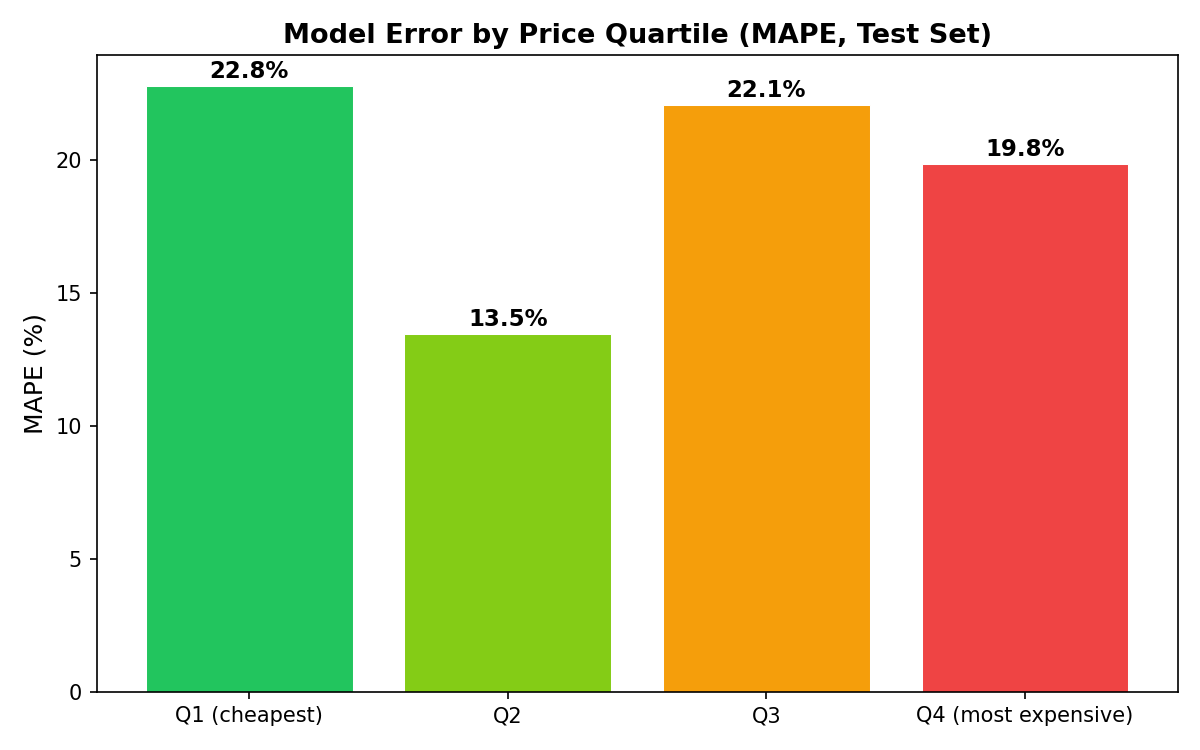 Model Error by Price Quartile (MAPE, Test Set)
22.8%
22.1%
19.8%
13.5%
20
15
10
5
0
MAPE (%)
Q1 (cheapest)
Q2
Q3
Q4 (most expensive)